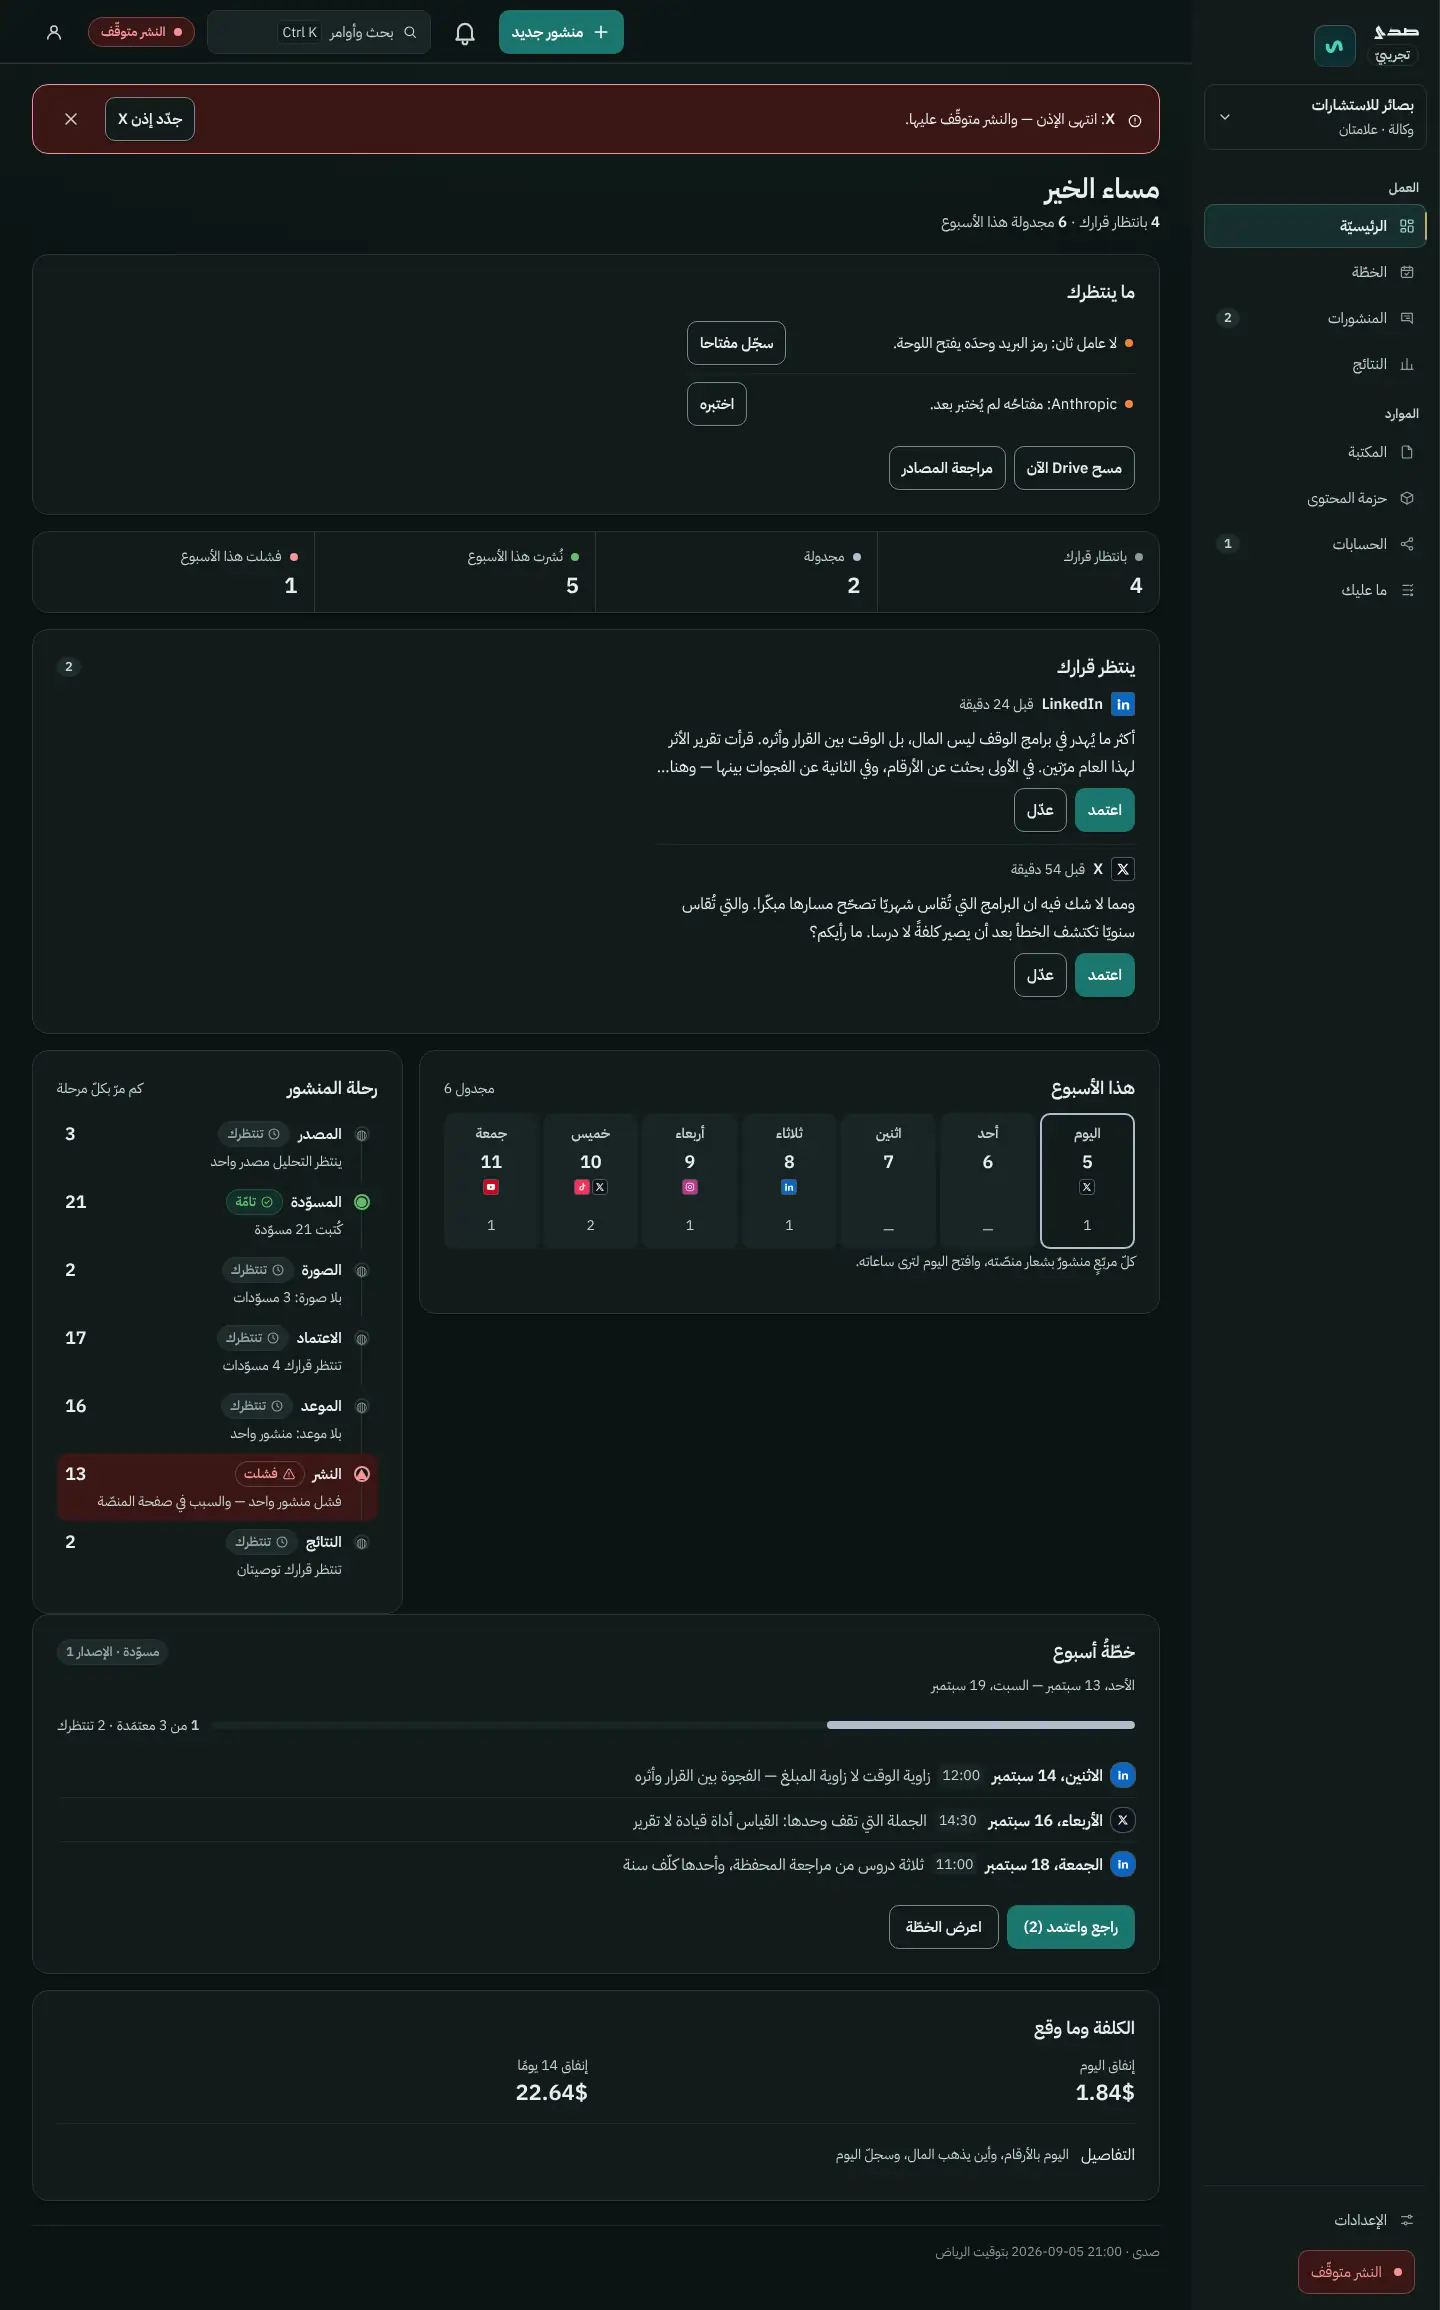 صدى
تجريبيّ
بصائر للاستشارات
وكالة · علامتان
العمل
الرئيسيّة
الخطّة
المنشورات 2
النتائج
الموارد
المكتبة
حزمة المحتوى
الحسابات 1
ما عليك
الإعدادات
النشر متوقّف
منشور جديد
بحث وأوامر Ctrl K
النشر متوقّف
X: انتهى الإذن — والنشر متوقّف عليها.
جدّد إذن X
مساء الخير
4 بانتظار قرارك · 6 مجدولة هذا الأسبوع
ما ينتظرك
لا عامل ثان: رمز البريد وحدَه يفتح اللوحة.
سجّل مفتاحا
Anthropic: مفتاحُه لم يُختبر بعد.
اختبره
مسح Drive الآن
مراجعة المصادر
بانتظار قرارك
4
مجدولة
2
نُشرت هذا الأسبوع
5
فشلت هذا الأسبوع
1
ينتظر قرارك 2
LinkedIn قبل 24 دقيقة
أكثر ما يُهدر في برامج الوقف ليس المال، بل الوقت بين القرار وأثره. قرأت تقرير الأثر
لهذا العام مرّتين. في الأولى بحثت عن الأرقام، وفي الثانية عن الفجوات بينها — وهنا…
اعتمد
عدّل
X قبل 54 دقيقة
ومما لا شك فيه ان البرامج التي تُقاس شهريّا تصحّح مسارها مبكّرا. والتي تُقاس
سنويّا تكتشف الخطأ بعد أن يصير كلفةً لا درسا. ما رأيكم؟
اعتمد
عدّل
هذا الأسبوع
مجدول 6
اليوم
5
1
أحد
6
—
اثنين
7
—
ثلاثاء
8
1
أربعاء
9
1
خميس
10
2
جمعة
11
1
كلّ مربّعٍ منشورٌ بشعار منصّته، وافتح اليوم لترى ساعاته.
رحلة المنشور
كم مرّ بكلّ مرحلة
المصدر تنتظرك 3
ينتظر التحليل مصدر واحد
المسوّدة تامّة 21
كُتبت 21 مسوّدة
الصورة تنتظرك 2
بلا صورة: 3 مسوّدات
الاعتماد تنتظرك 17
تنتظر قرارك 4 مسوّدات
الموعد تنتظرك 16
بلا موعد: منشور واحد
النشر فشلت 13
فشل منشور واحد — والسبب في صفحة المنصّة
النتائج تنتظرك 2
تنتظر قرارك توصيتان
خطّةُ أسبوع
مسوّدة · الإصدار 1
الأحد، 13 سبتمبر — السبت، 19 سبتمبر
1 من 3 معتمَدة · 2 تنتظرك
الاثنين، 14 سبتمبر 12:00 زاوية الوقت لا زاوية المبلغ — الفجوة بين القرار وأثره
الأربعاء، 16 سبتمبر 14:30 الجملة التي تقف وحدها: القياس أداة قيادة لا تقرير
الجمعة، 18 سبتمبر 11:00 ثلاثة دروس من مراجعة المحفظة، وأحدها كلّف سنة
راجع واعتمد (2)
اعرض الخطّة
الكلفة وما وقع
إنفاق اليوم
1.84$
إنفاق 14 يومًا
22.64$
التفاصيل اليوم بالأرقام، وأين يذهب المال، وسجلّ اليوم
صدى · 2026-09-05 21:00 بتوقيت الرياض